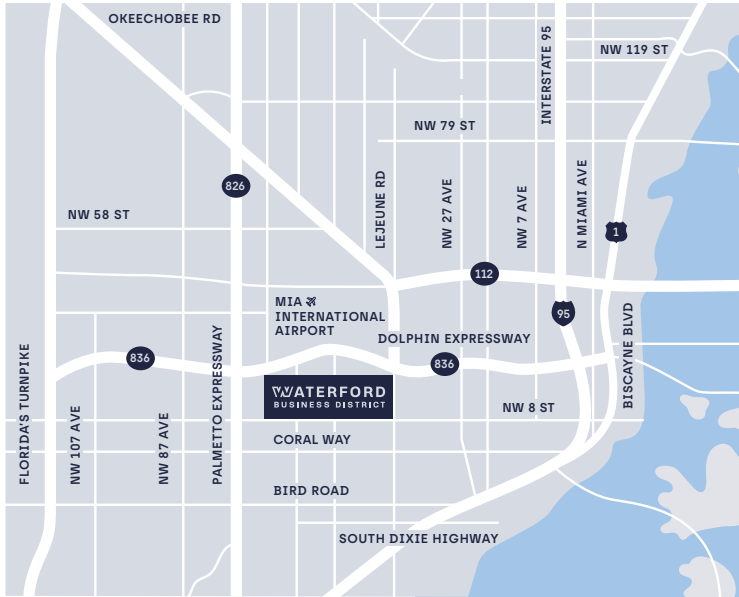 OKEECHOBEE RD
INTERSTATE 95
NW 119 ST
NW 79 ST
826
LEJEUNE RD
NW 27 AVE
NW 7 AVE
N MIAMI AVE
NW 58 ST
1
112
MIA
INTERNATIONAL
AIRPORT
95
DOLPHIN EXPRESSWAY
BISCAYNE BLVD
836
836
FLORIDA'S TURNPIKE
NW 107 AVE
NW 87 AVE
PALMETTO EXPRESSWAY
WATERFORD
BUSINESS DISTRICT
NW 8 ST
CORAL WAY
BIRD ROAD
SOUTH DIXIE HIGHWAY